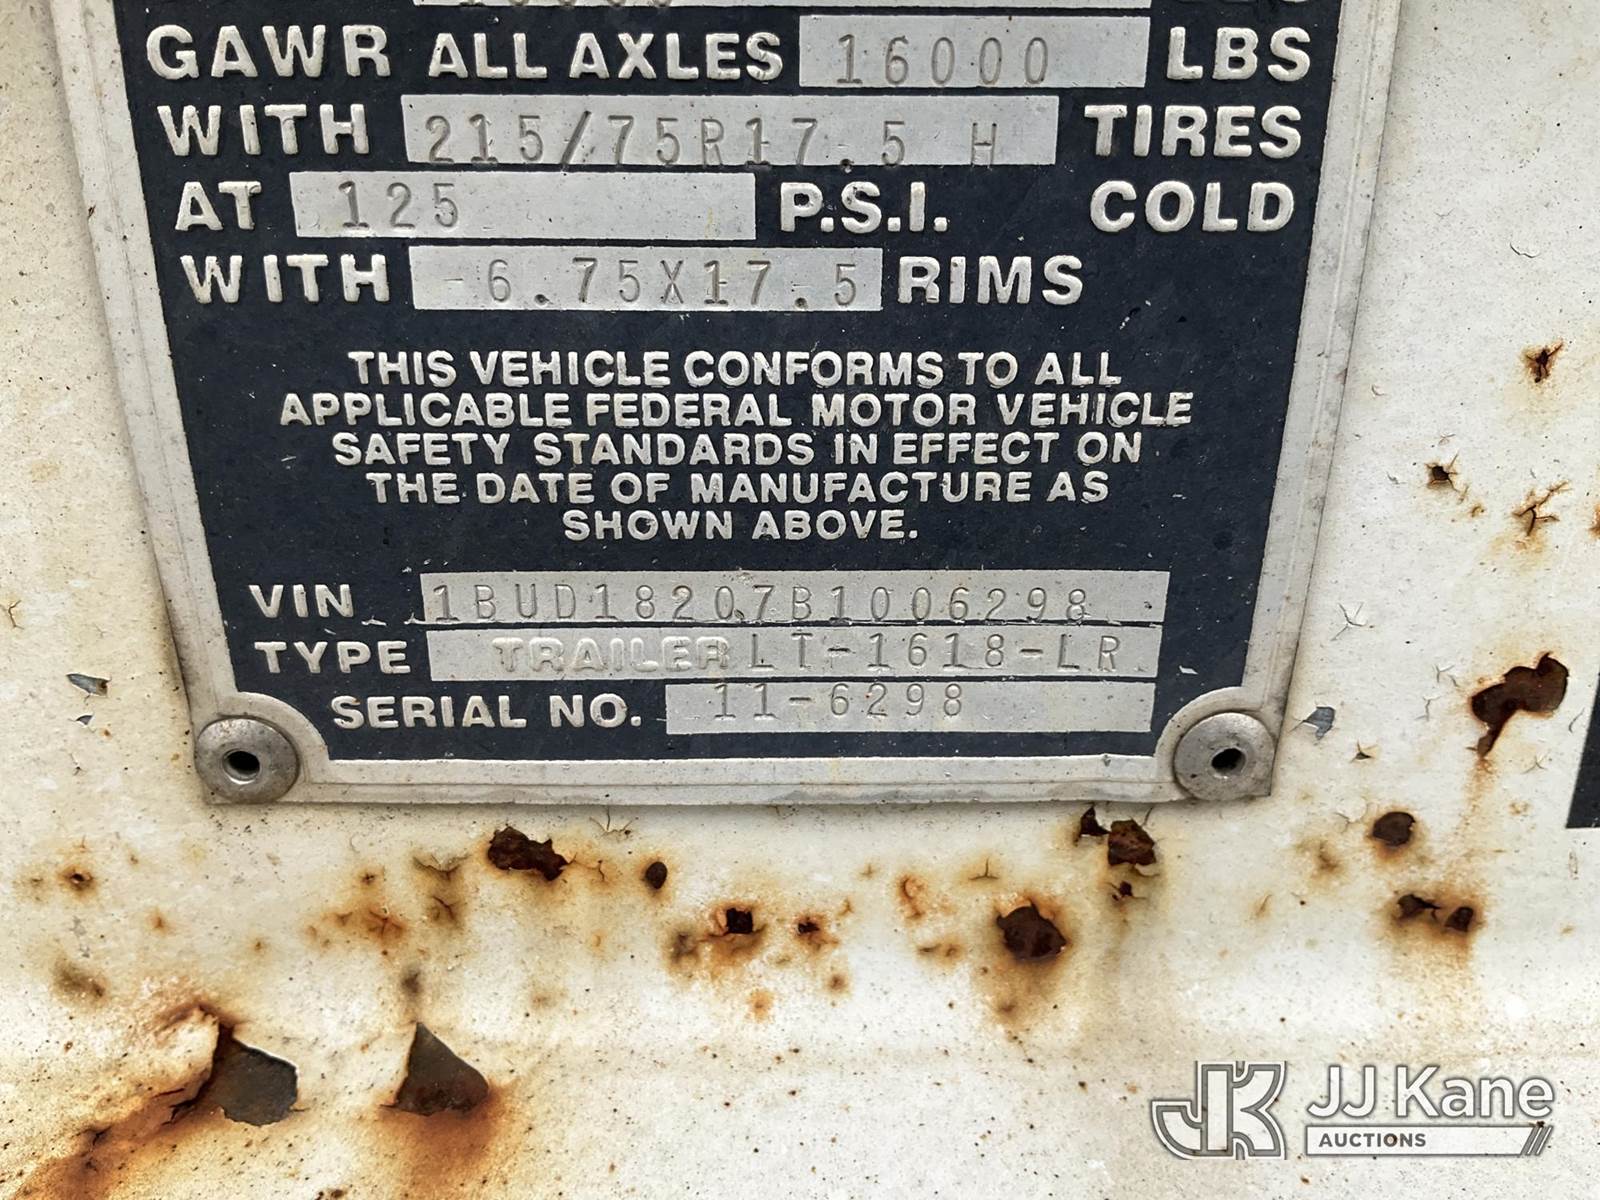 GAWR ALL AXLES 16000 LBS
WITH 215/75R17.5 H TIRES
AT 125 P.S.I. COLD
WITH 6.75X17.5 RIMS
THIS VEHICLE CONFORMS TO ALL
APPLICABLE FEDERAL MOTOR VEHICLE
SAFETY STANDARDS IN EFFECT ON
THE DATE OF MANUFACTURE AS
SHOWN ABOVE.
VIN 1BUD18207B1006298
TYPE TRAILER LT-1618-LR
SERIAL NO. 11-6298
JK JJ Kane
AUCTIONS